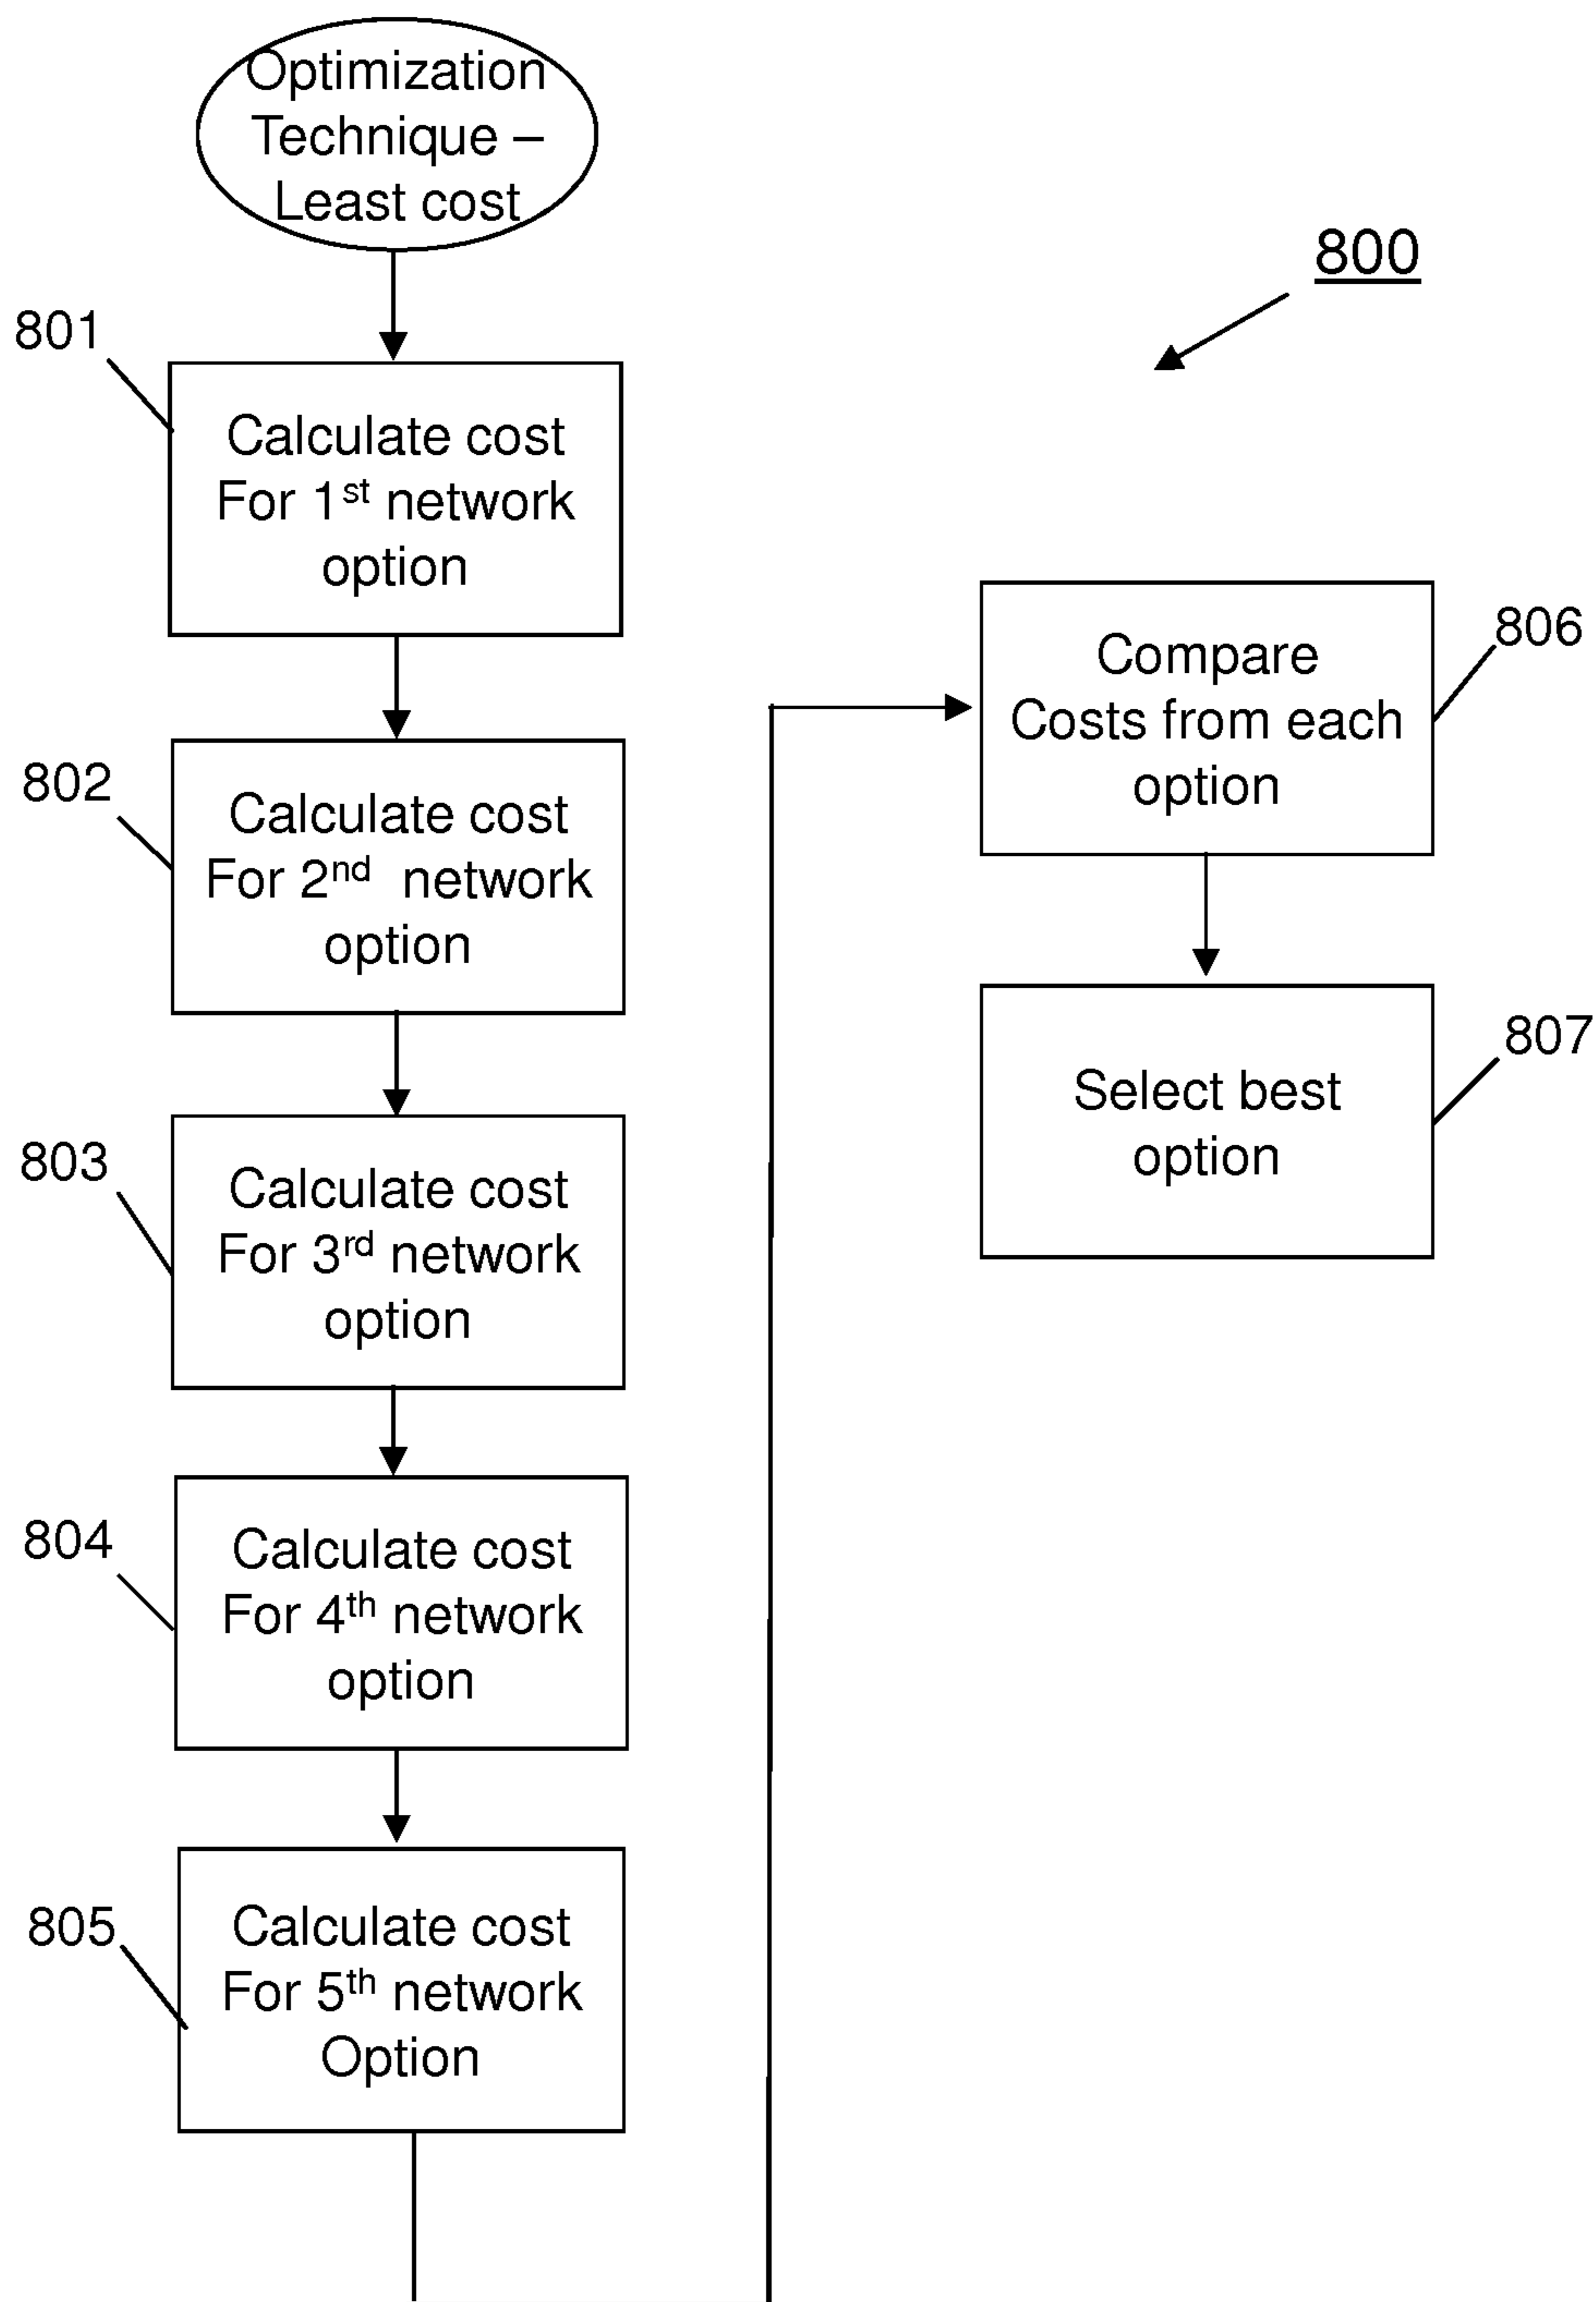 Optimization
Technique –
Least cost
800
801
Calculate cost
For 1st network
option
802
Calculate cost
For 2nd network
option
803
Calculate cost
For 3rd network
option
804
Calculate cost
For 4th network
option
805
Calculate cost
For 5th network
Option
806
Compare
Costs from each
option
807
Select best
option